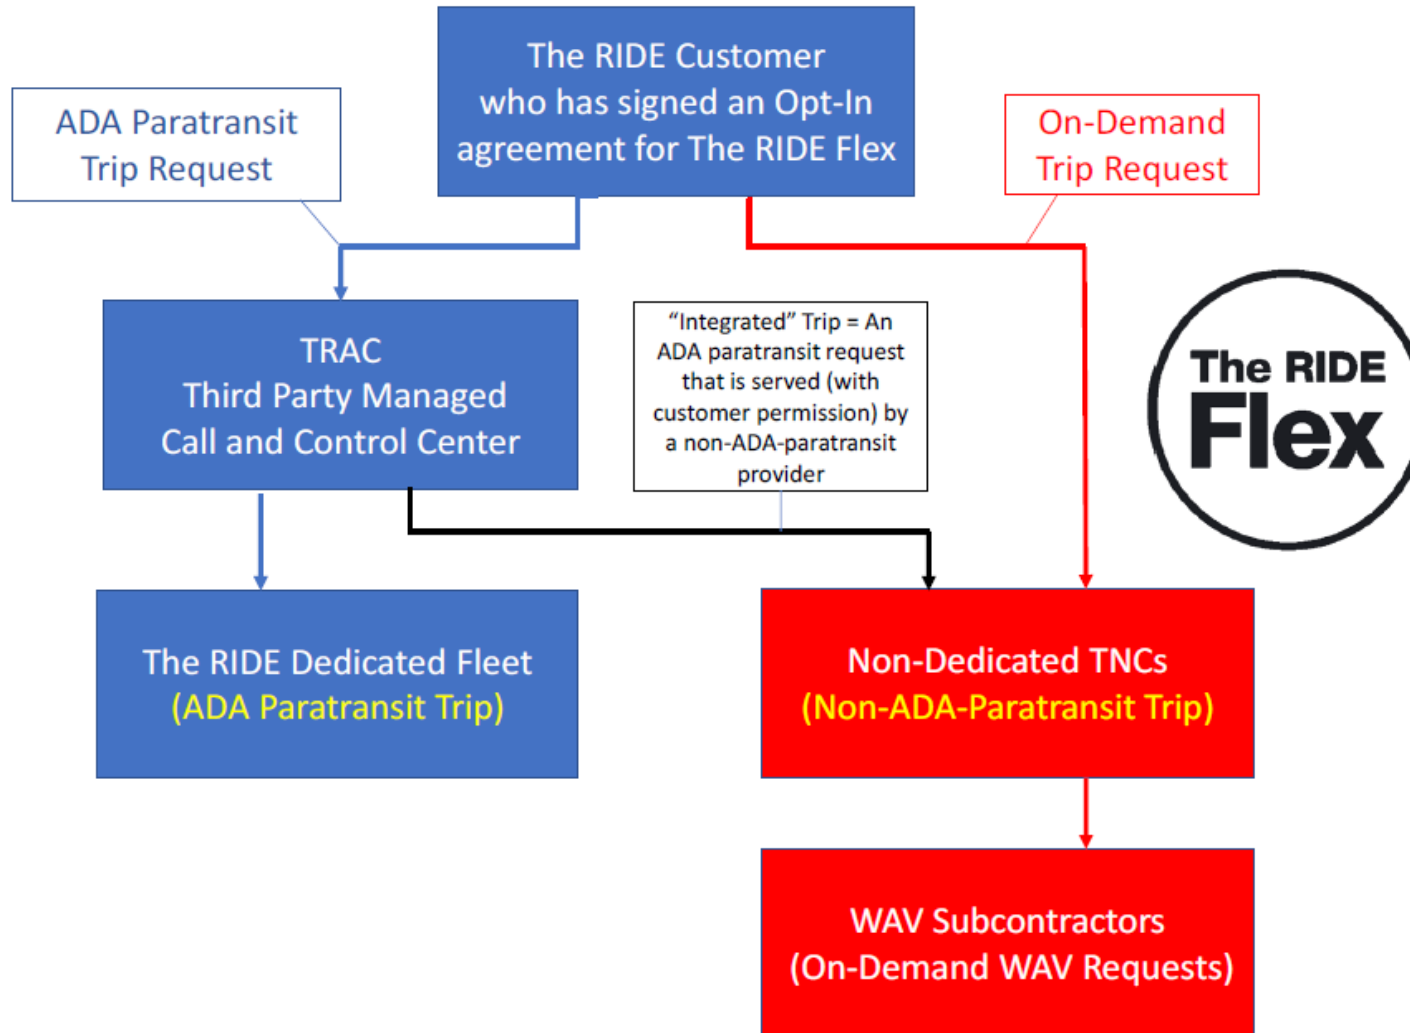 The RIDE Customer
who has signed an Opt-In
agreement for The RIDE Flex
ADA Paratransit
Trip Request
On-Demand
Trip Request
TRAC
Third Party Managed
Call and Control Center
“Integrated” Trip = An
ADA paratransit request
that is served (with
customer permission) by
a non-ADA-paratransit
provider
The RIDE
Flex
The RIDE Dedicated Fleet
(ADA Paratransit Trip)
Non-Dedicated TNCs
(Non-ADA-Paratransit Trip)
WAV Subcontractors
(On-Demand WAV Requests)